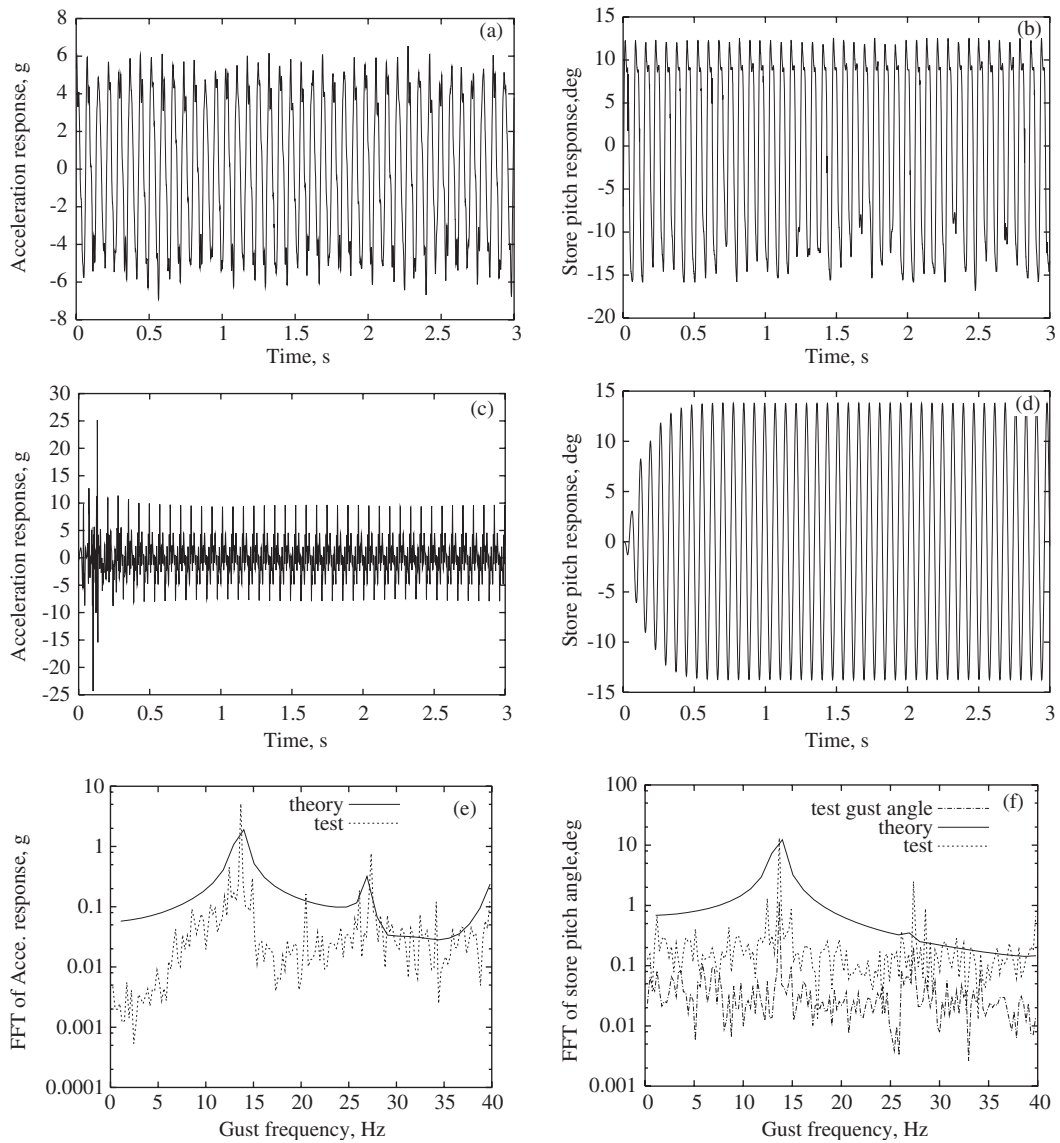 (a)
Acceleration response, g
8
6
4
2
0
-2
-4
-6
-8
0 0.5 1 1.5 2 2.5 3
Time, s
(b)
Store pitch response,deg
15
10
5
0
-5
-10
-15
-20
0 0.5 1 1.5 2 2.5 3
Time, s
(c)
Acceleration response, g
30
25
20
15
10
5
0
-5
-10
-15
-20
-25
0 0.5 1 1.5 2 2.5 3
Time, s
(d)
Store pitch response, deg
15
10
5
0
-5
-10
-15
0 0.5 1 1.5 2 2.5 3
Time, s
(e)
theory
test
FFT of Acce. response, g
10
1
0.1
0.01
0.001
0.0001
0 5 10 15 20 25 30 35 40
Gust frequency, Hz
(f)
test gust angle
theory
test
FFT of store pitch angle,deg
100
10
1
0.1
0.01
0.001
0 5 10 15 20 25 30 35 40
Gust frequency, Hz